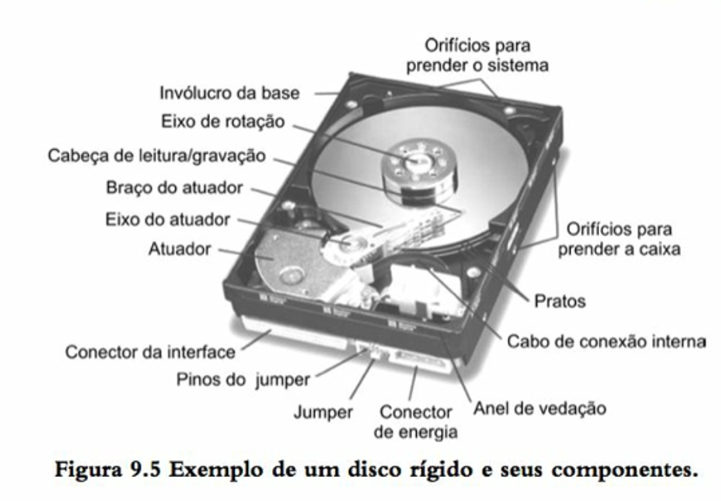 Orifícios para
prender o sistema
Invólucro da base
Eixo de rotação
Cabeça de leitura/gravação
Braço do atuador
Eixo do atuador
Atuador
Orifícios para
prender a caixa
Pratos
Cabo de conexão interna
Conector da interface
Pinos do jumper
Jumper
Conector
de energia
Anel de vedação
Figura 9.5 Exemplo de um disco rígido e seus componentes.